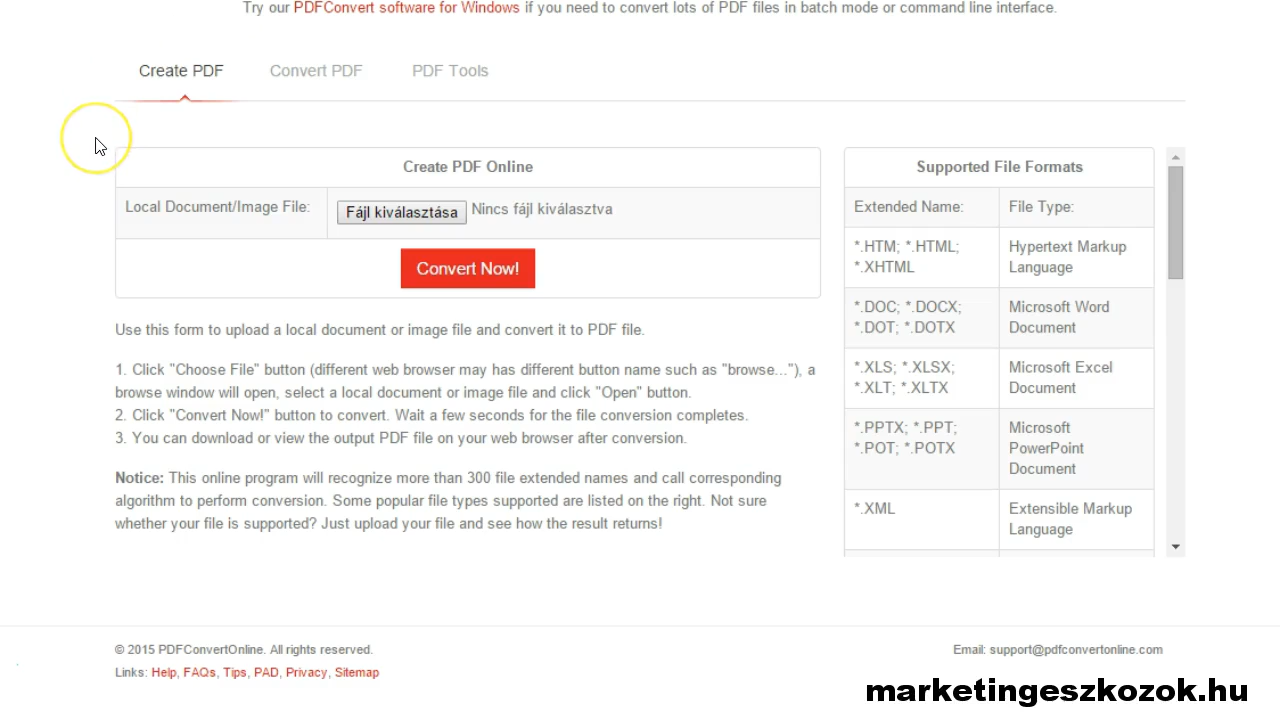 Try our PDFConvert software for Windows if you need to convert lots of PDF files in batch mode or command line interface.
Create PDF Convert PDF PDF Tools
Create PDF Online
Local Document/Image File: Fájl kiválasztása Nincs fájl kiválasztva
Convert Now!
Use this form to upload a local document or image file and convert it to PDF file.
1. Click "Choose File" button (different web browser may has different button name such as "browse..."), a
browse window will open, select a local document or image file and click "Open" button.
2. Click "Convert Now!" button to convert. Wait a few seconds for the file conversion completes.
3. You can download or view the output PDF file on your web browser after conversion.
Notice: This online program will recognize more than 300 file extended names and call corresponding
algorithm to perform conversion. Some popular file types supported are listed on the right. Not sure
whether your file is supported? Just upload your file and see how the result returns!
Supported File Formats
Extended Name: File Type:
*.HTM; *.HTML; Hypertext Markup
*.XHTML Language
*.DOC; *.DOCX; Microsoft Word
*.DOT; *.DOTX Document
*.XLS; *.XLSX; Microsoft Excel
*.XLT; *.XLTX Document
*.PPTX; *.PPT; Microsoft
*.POT; *.POTX PowerPoint
Document
*.XML Extensible Markup
Language
© 2015 PDFConvertOnline. All rights reserved. Email: support@pdfconvertonline.com
Links: Help, FAQs, Tips, PAD, Privacy, Sitemap
marketingeszkozok.hu